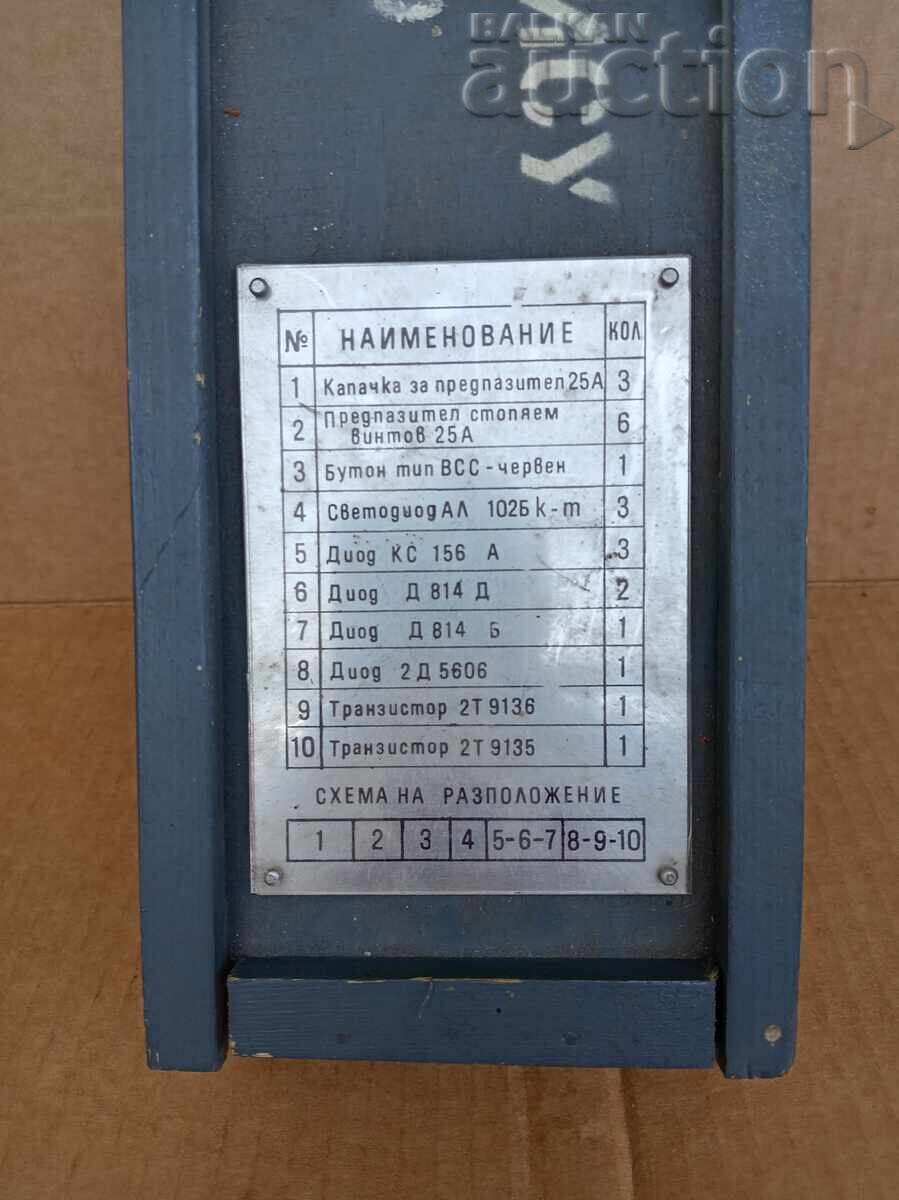 BALKAN
auction
№ НАИМЕНОВАНИЕ КОЛ
1 Капачка за предпазител 25А 3
2 Предпазител стопяем
винтов 25А 6
3 Бутон тип ВСС - червен 1
4 Светодиод АЛ 102Б к-т 3
5 Диод КС 156 А 3
6 Диод Д 814 Д 2
7 Диод Д 814 Б 1
8 Диод 2Д 5606 1
9 Транзистор 2Т 9136 1
10 Транзистор 2Т 9135 1
СХЕМА НА РАЗПОЛОЖЕНИЕ
1 2 3 4 5-6-7 8-9-10